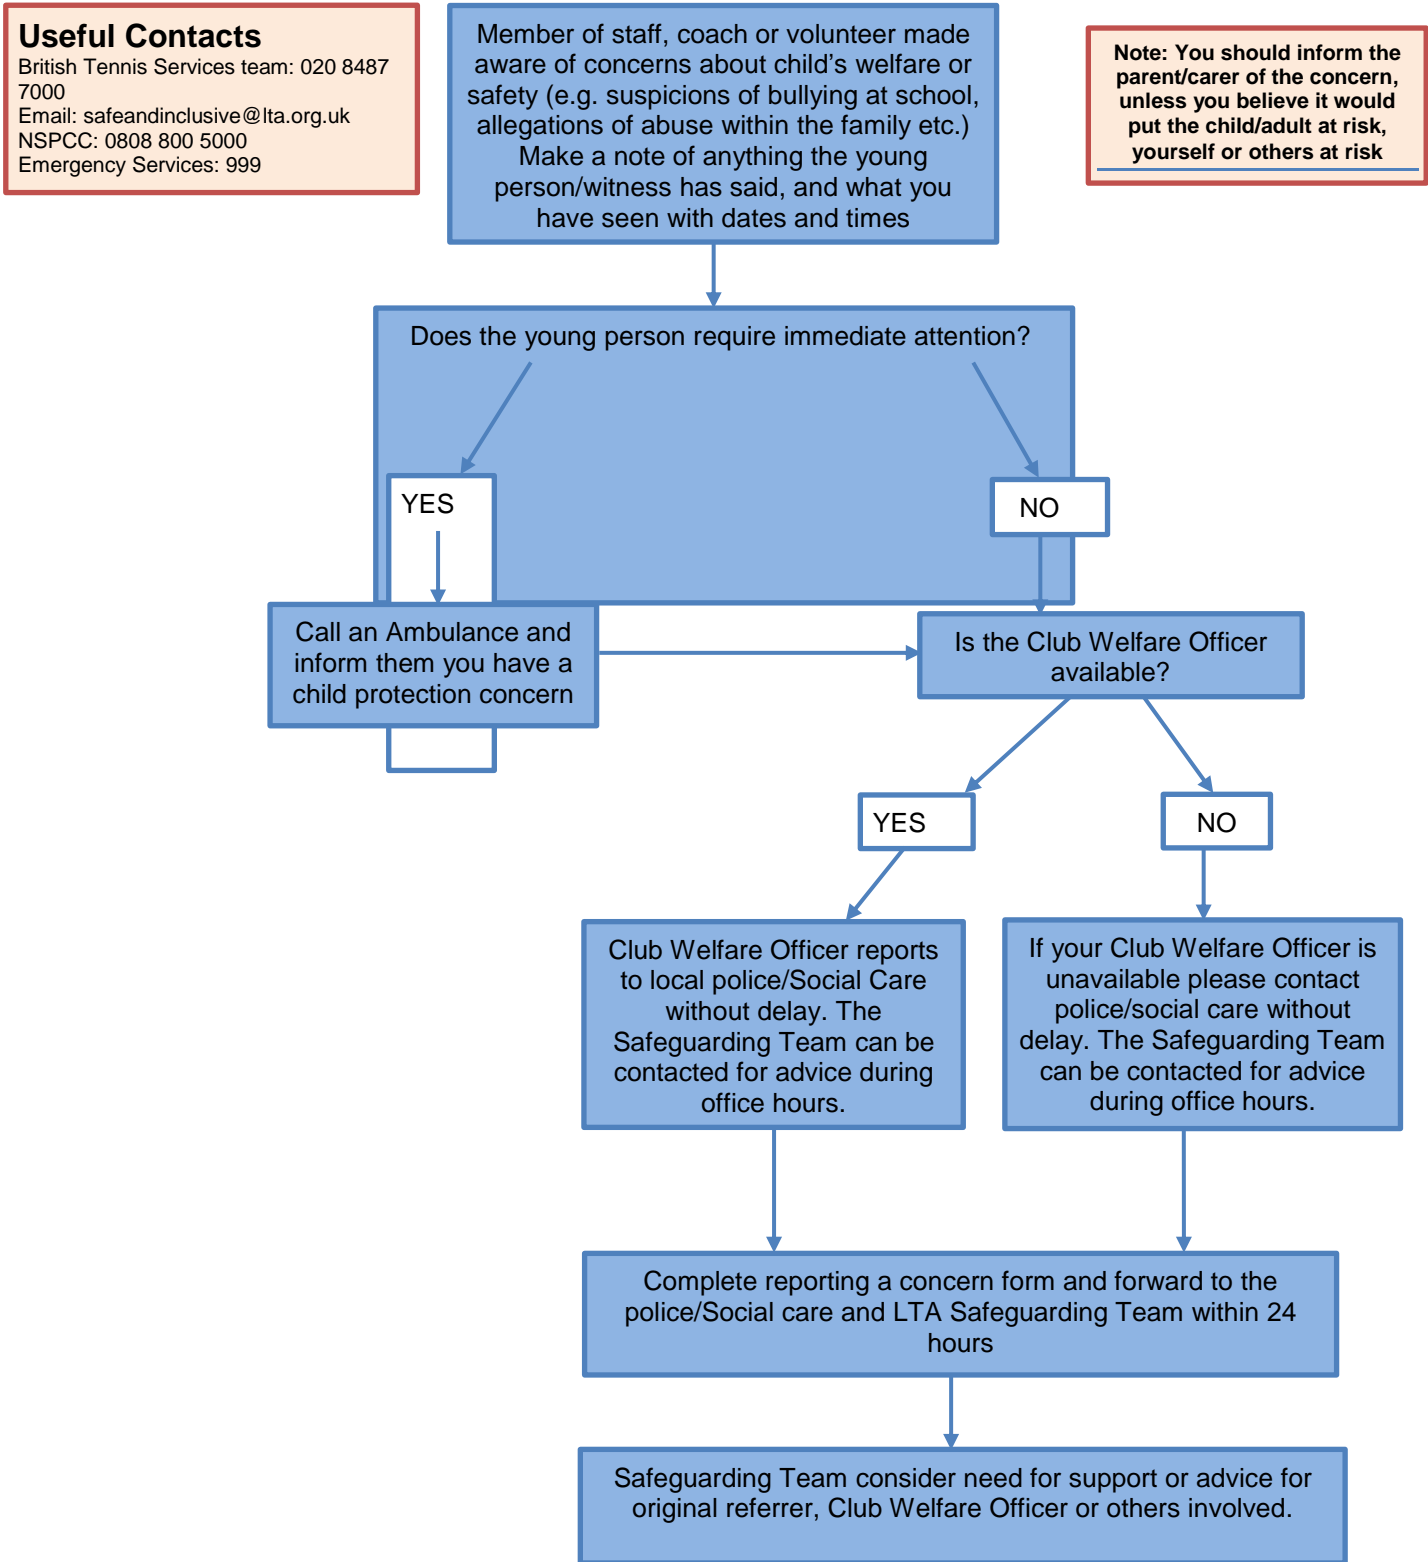 Useful Contacts
British Tennis Services team: 020 8487
7000
Email: safeandinclusive@lta.org.uk
NSPCC: 0808 800 5000
Emergency Services: 999
Member of staff, coach or volunteer made
aware of concerns about child's welfare or
safety (e.g. suspicions of bullying at school,
allegations of abuse within the family etc.)
Make a note of anything the young
person/witness has said, and what you
have seen with dates and times
Note: You should inform the
parent/carer of the concern,
unless you believe it would
put the child/adult at risk,
yourself or others at risk
Does the young person require immediate attention?
YES
NO
Call an Ambulance and
inform them you have a
child protection concern
Is the Club Welfare Officer
available?
YES
NO
Club Welfare Officer reports
to local police/Social Care
without delay. The
Safeguarding Team can be
contacted for advice during
office hours.
If your Club Welfare Officer is
unavailable please contact
police/social care without
delay. The Safeguarding Team
can be contacted for advice
during office hours.
Complete reporting a concern form and forward to the
police/Social care and LTA Safeguarding Team within 24
hours
Safeguarding Team consider need for support or advice for
original referrer, Club Welfare Officer or others involved.